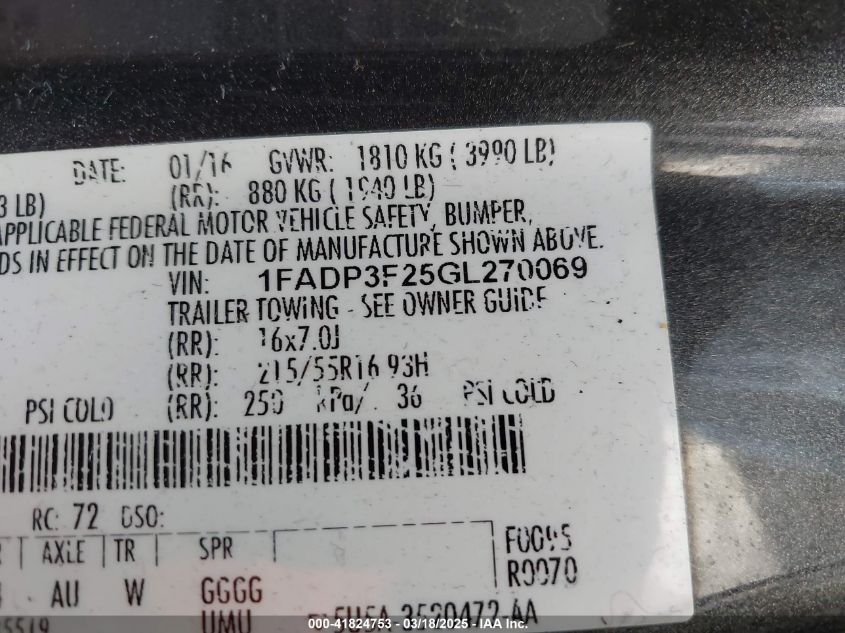 DATE: 01/16 GVWR: 1810 KG ( 3990 LB)
3 LB) (RR): 880 KG ( 1940 LB)
APPLICABLE FEDERAL MOTOR VEHICLE SAFETY, BUMPER,
DS IN EFFECT ON THE DATE OF MANUFACTURE SHOWN ABOVE.
VIN: 1FADP3F25GL270069
TRAILER TOWING - SEE OWNER GUIDE
(RR): 16x7.0J
(RR): 215/55R16 93H
PSI COLD (RR): 250 kPa/ 36 PSI COLD
RC: 72 DSO:
R AXLE TR SPR F0095
AU W GGGG R0070
UMU
000-41824753 - 03/18/2025 - IAA Inc.